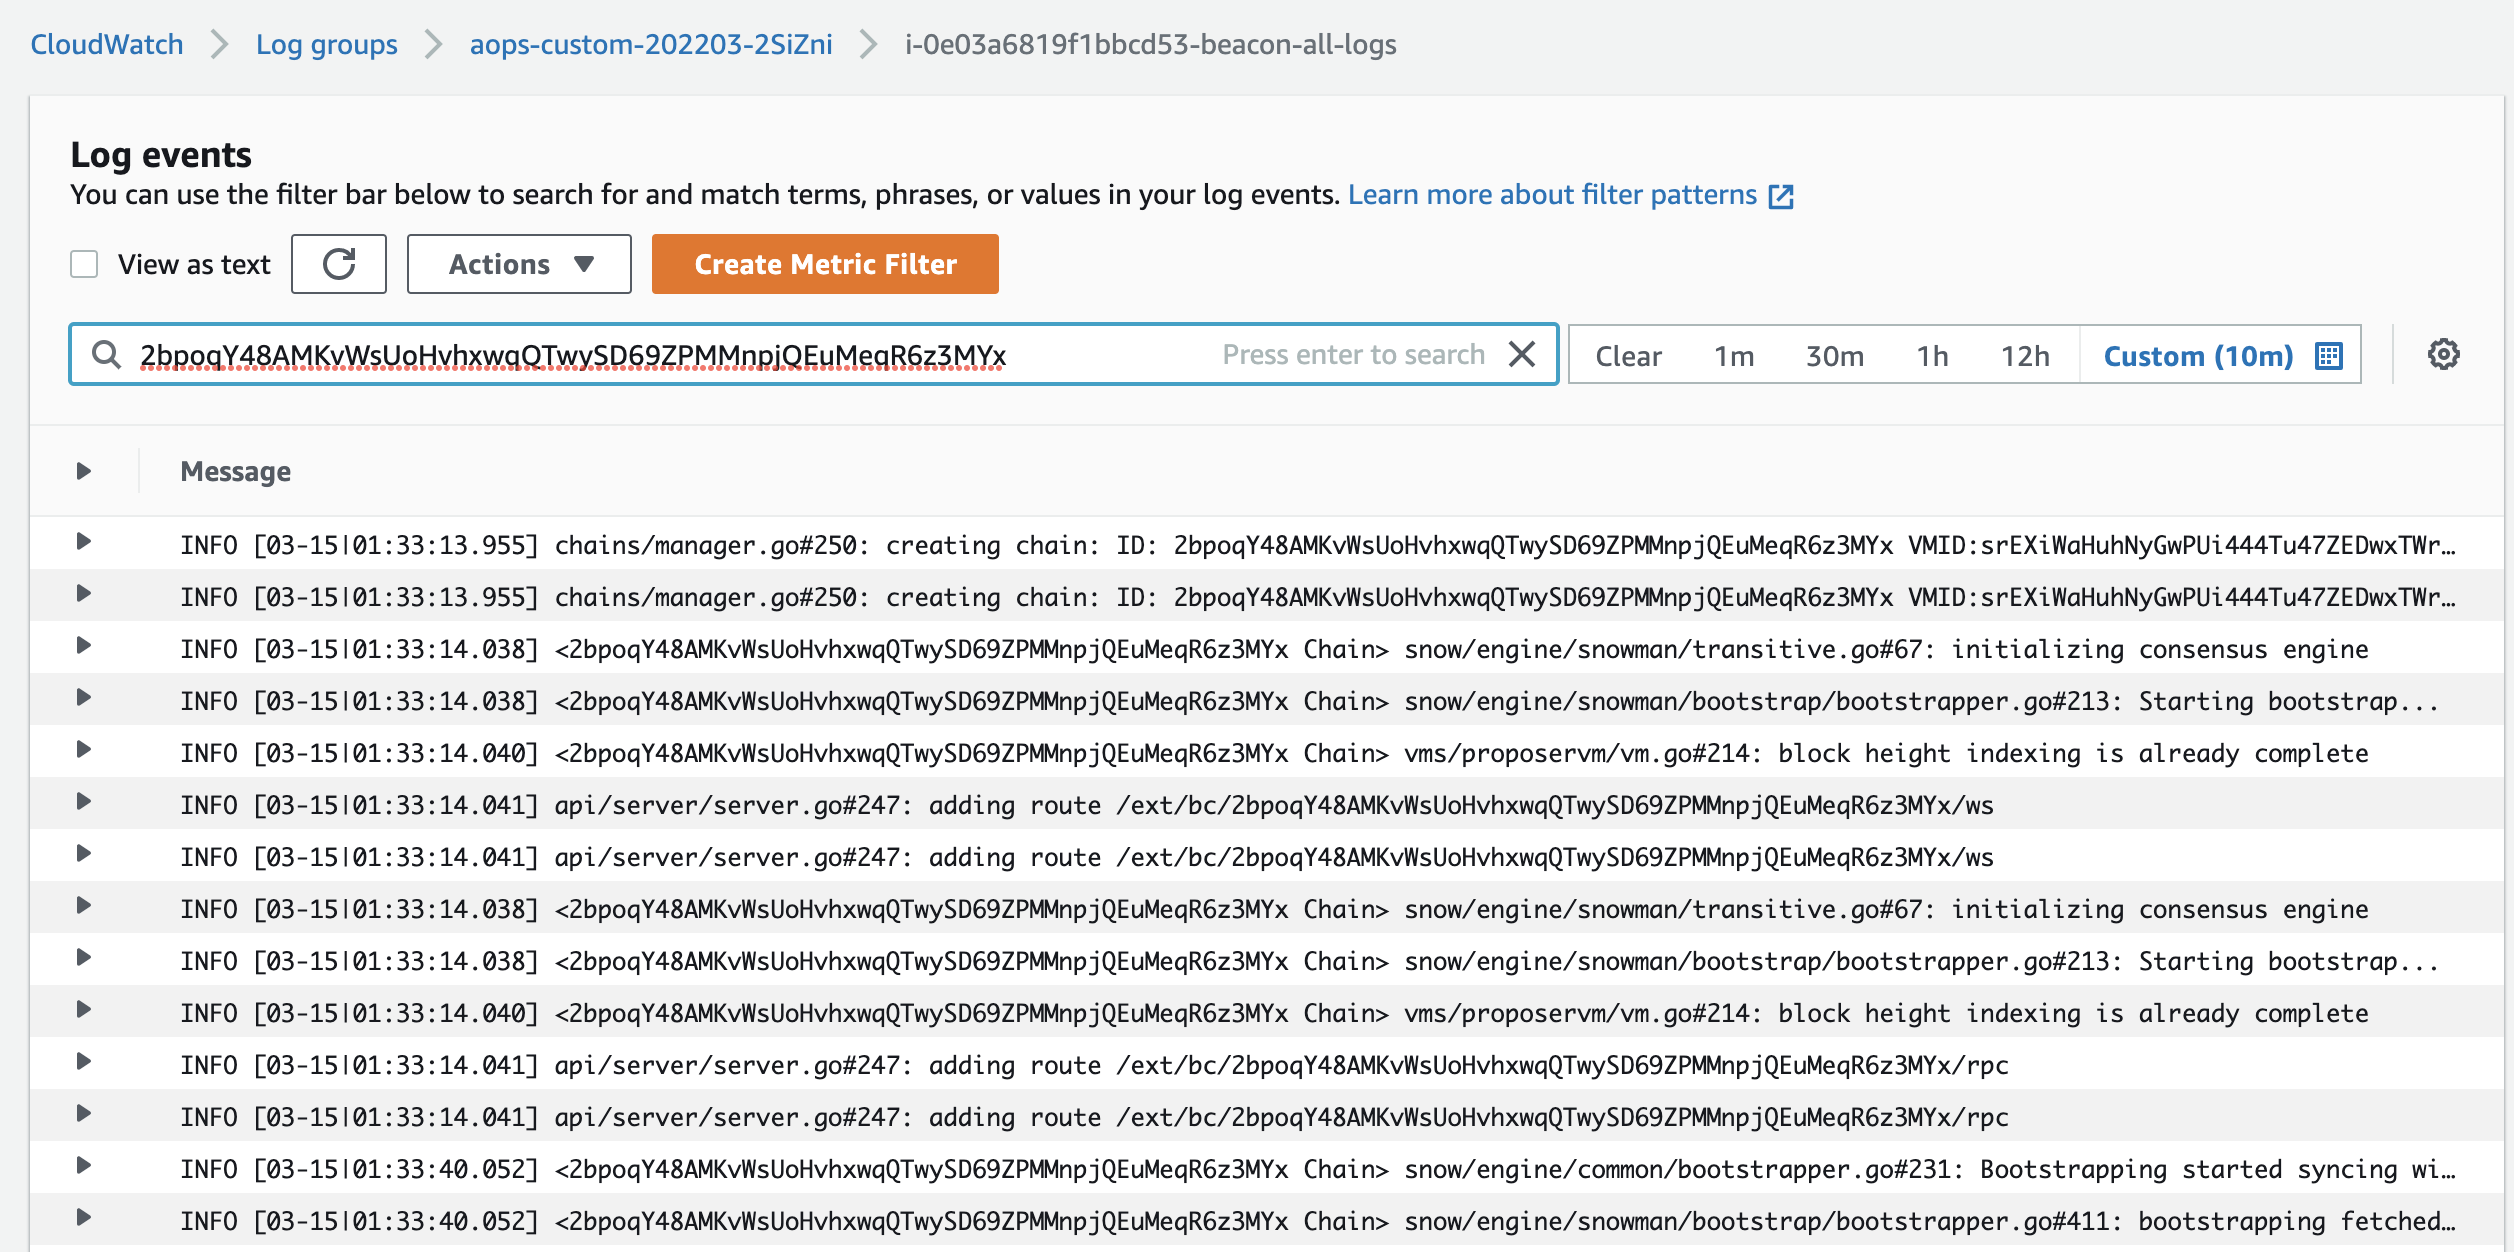 CloudWatch > Log groups > aops-custom-202203-2SiZni > i-0e03a6819f1bbcd53-beacon-all-logs
Log events
You can use the filter bar below to search for and match terms, phrases, or values in your log events. Learn more about filter patterns
View as text Actions Create Metric Filter
2bpoqY48AMKvWsUoHvhxwqQTwySD69ZPMMnpjQEuMeqR6z3MYx Press enter to search Clear 1m 30m 1h 12h Custom (10m)
Message
INFO [03-15|01:33:13.955] chains/manager.go#250: creating chain: ID: 2bpoqY48AMKvWsUoHvhxwqQTwySD69ZPMMnpjQEuMeqR6z3MYx VMID:srEXiWaHuhNyGwPUi444Tu47ZEDwxTWr…
INFO [03-15|01:33:13.955] chains/manager.go#250: creating chain: ID: 2bpoqY48AMKvWsUoHvhxwqQTwySD69ZPMMnpjQEuMeqR6z3MYx VMID:srEXiWaHuhNyGwPUi444Tu47ZEDwxTWr…
INFO [03-15|01:33:14.038] <2bpoqY48AMKvWsUoHvhxwqQTwySD69ZPMMnpjQEuMeqR6z3MYx Chain> snow/engine/snowman/transitive.go#67: initializing consensus engine
INFO [03-15|01:33:14.038] <2bpoqY48AMKvWsUoHvhxwqQTwySD69ZPMMnpjQEuMeqR6z3MYx Chain> snow/engine/snowman/bootstrap/bootstrapper.go#213: Starting bootstrap...
INFO [03-15|01:33:14.040] <2bpoqY48AMKvWsUoHvhxwqQTwySD69ZPMMnpjQEuMeqR6z3MYx Chain> vms/proposervm/vm.go#214: block height indexing is already complete
INFO [03-15|01:33:14.041] api/server/server.go#247: adding route /ext/bc/2bpoqY48AMKvWsUoHvhxwqQTwySD69ZPMMnpjQEuMeqR6z3MYx/ws
INFO [03-15|01:33:14.041] api/server/server.go#247: adding route /ext/bc/2bpoqY48AMKvWsUoHvhxwqQTwySD69ZPMMnpjQEuMeqR6z3MYx/ws
INFO [03-15|01:33:14.038] <2bpoqY48AMKvWsUoHvhxwqQTwySD69ZPMMnpjQEuMeqR6z3MYx Chain> snow/engine/snowman/transitive.go#67: initializing consensus engine
INFO [03-15|01:33:14.038] <2bpoqY48AMKvWsUoHvhxwqQTwySD69ZPMMnpjQEuMeqR6z3MYx Chain> snow/engine/snowman/bootstrap/bootstrapper.go#213: Starting bootstrap...
INFO [03-15|01:33:14.040] <2bpoqY48AMKvWsUoHvhxwqQTwySD69ZPMMnpjQEuMeqR6z3MYx Chain> vms/proposervm/vm.go#214: block height indexing is already complete
INFO [03-15|01:33:14.041] api/server/server.go#247: adding route /ext/bc/2bpoqY48AMKvWsUoHvhxwqQTwySD69ZPMMnpjQEuMeqR6z3MYx/rpc
INFO [03-15|01:33:14.041] api/server/server.go#247: adding route /ext/bc/2bpoqY48AMKvWsUoHvhxwqQTwySD69ZPMMnpjQEuMeqR6z3MYx/rpc
INFO [03-15|01:33:40.052] <2bpoqY48AMKvWsUoHvhxwqQTwySD69ZPMMnpjQEuMeqR6z3MYx Chain> snow/engine/common/bootstrapper.go#231: Bootstrapping started syncing wi…
INFO [03-15|01:33:40.052] <2bpoqY48AMKvWsUoHvhxwqQTwySD69ZPMMnpjQEuMeqR6z3MYx Chain> snow/engine/snowman/bootstrap/bootstrapper.go#411: bootstrapping fetched…